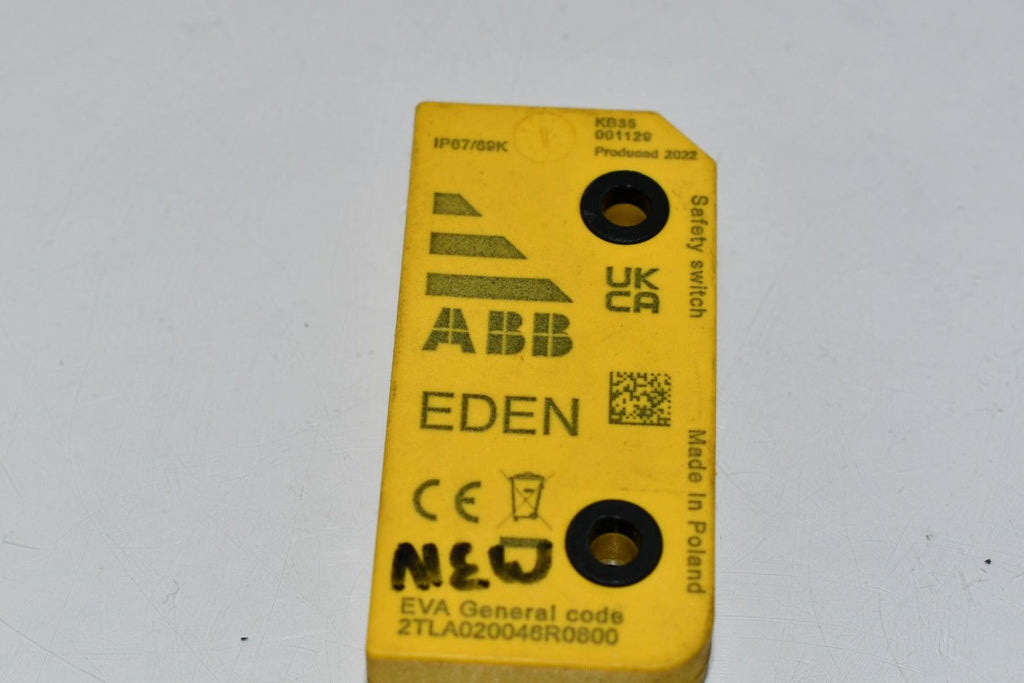 IP67/69K
KB35
001129
Produced 2022
Safety switch
UK
CA
ABB
EDEN
Made In Poland
CE
EVA General code
2TLA020046R0800